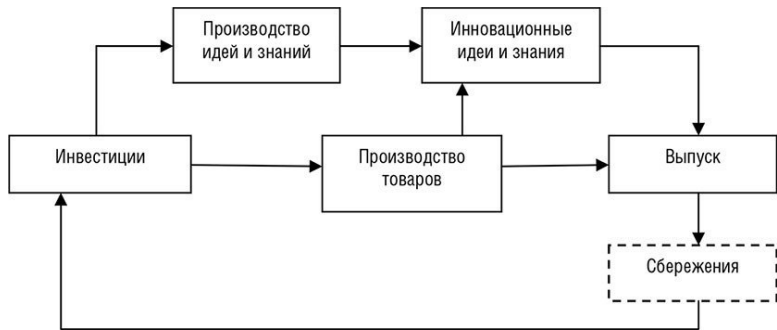 Производство
идей и знаний
Инновационные
идеи и знания
Инвестиции
Производство
товаров
Выпуск
Сбережения